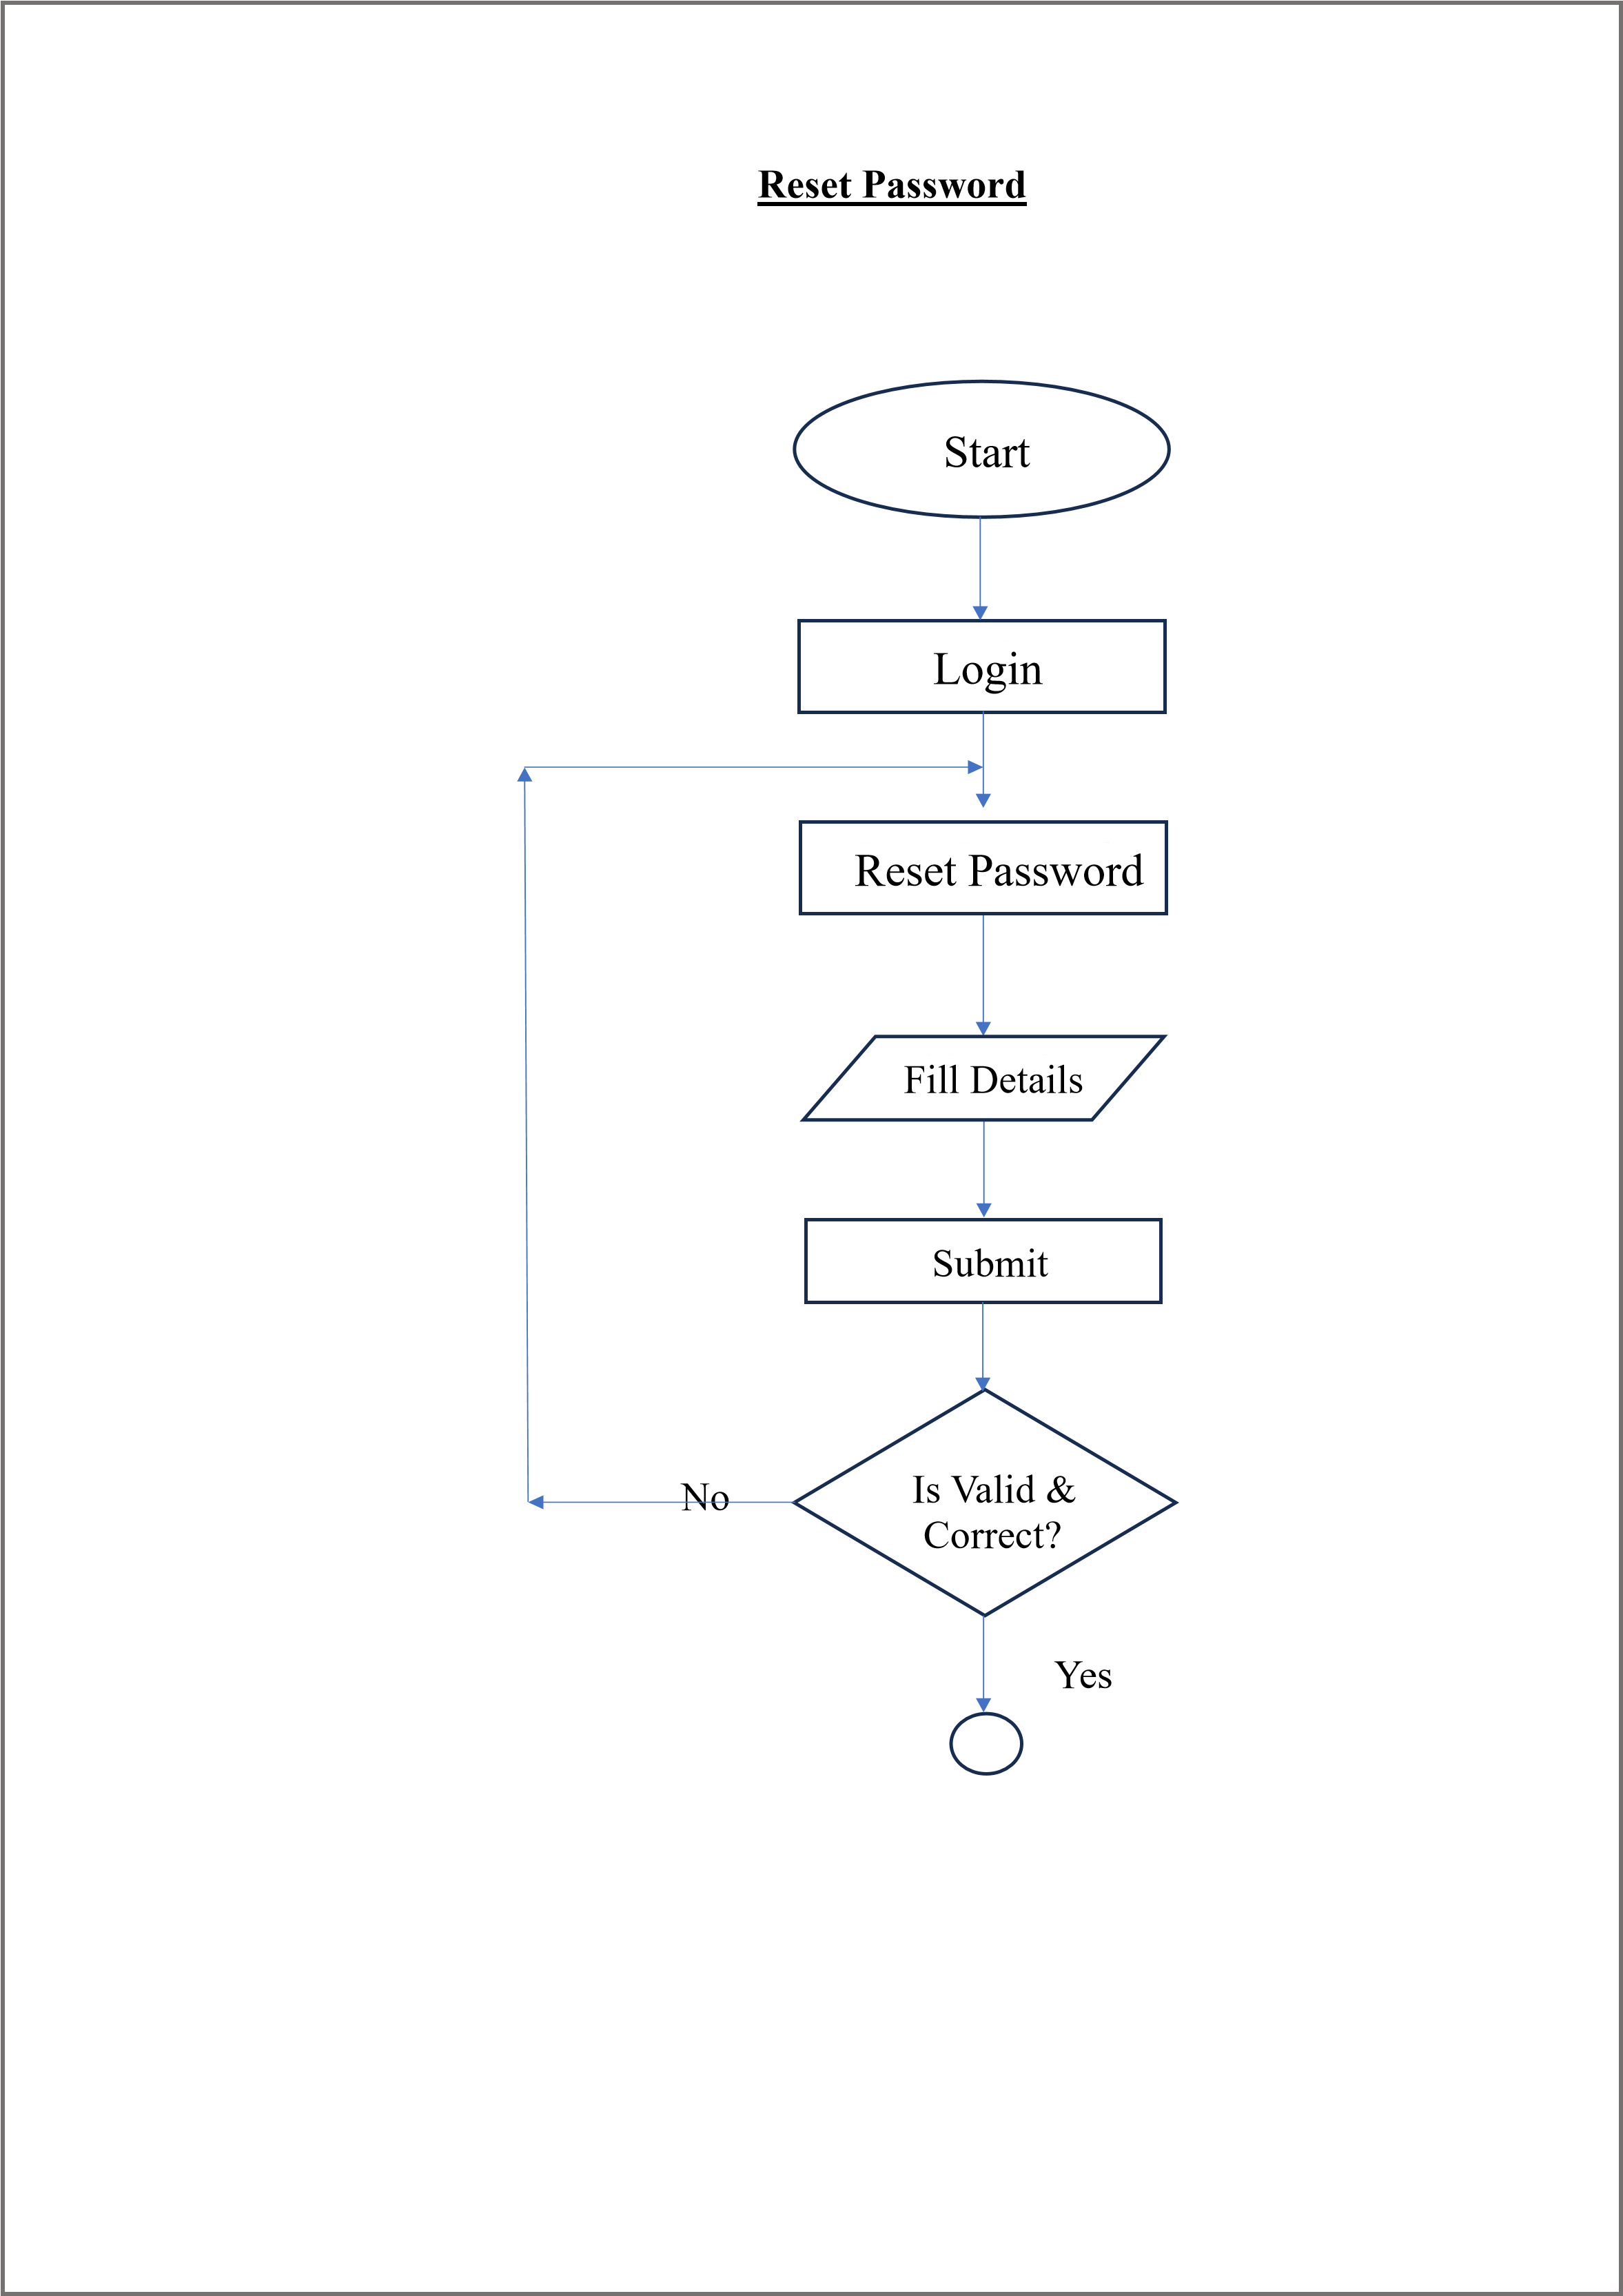 Reset Password
Start
Login
Reset Password
Fill Details
Submit
Is Valid &
Correct?
No
Yes